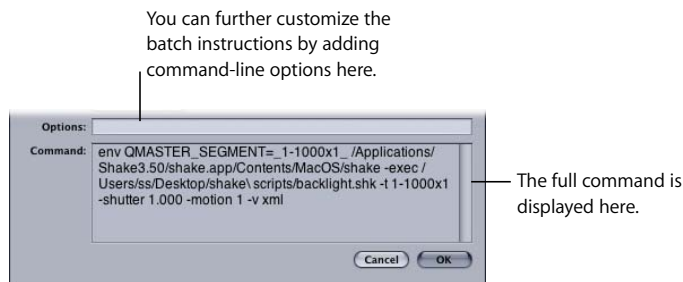 You can further customize the
batch instructions by adding
command-line options here.
Options:
Command:
env QMASTER_SEGMENT=_1-1000x1_ /Applications/
Shake3.50/shake.app/Contents/MacOS/shake -exec /
Users/ss/Desktop/shake\ scripts/backlight.shk -t 1-1000x1
-shutter 1.000 -motion 1 -v xml
The full command is
displayed here.
Cancel
OK